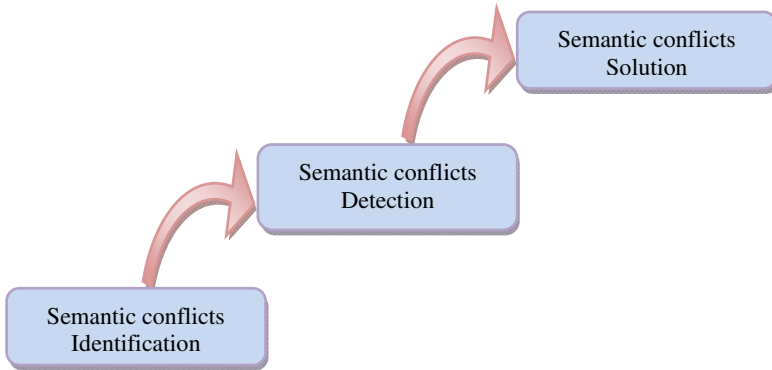 Semantic conflicts
Solution
Semantic conflicts
Detection
Semantic conflicts
Identification